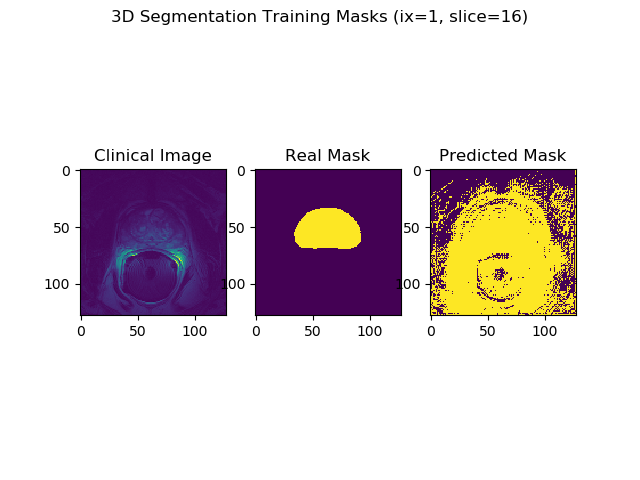 3D Segmentation Training Masks (ix=1, slice=16)
Clinical Image Real Mask Predicted Mask
0 0 0
50 50 50
100 100 100
0 50 100 0 50 100 0 50 100